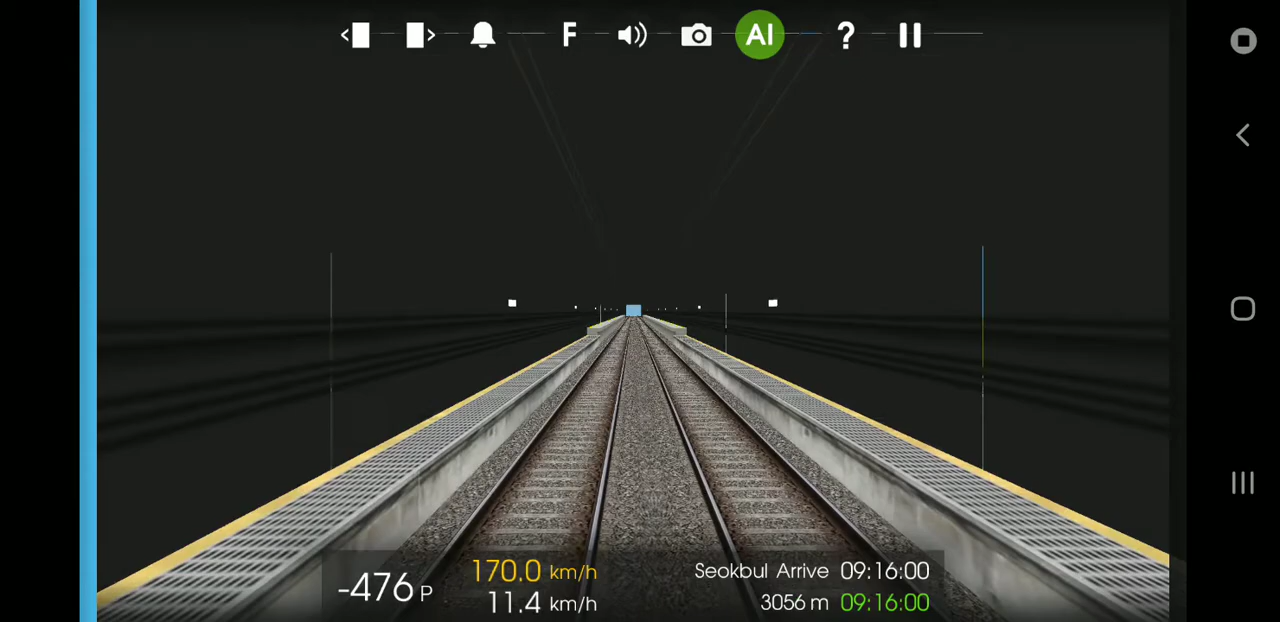 F AI ?
-476 P
170.0 km/h
11.4 km/h
Seokbul Arrive 09:16:00
3056 m 09:16:00